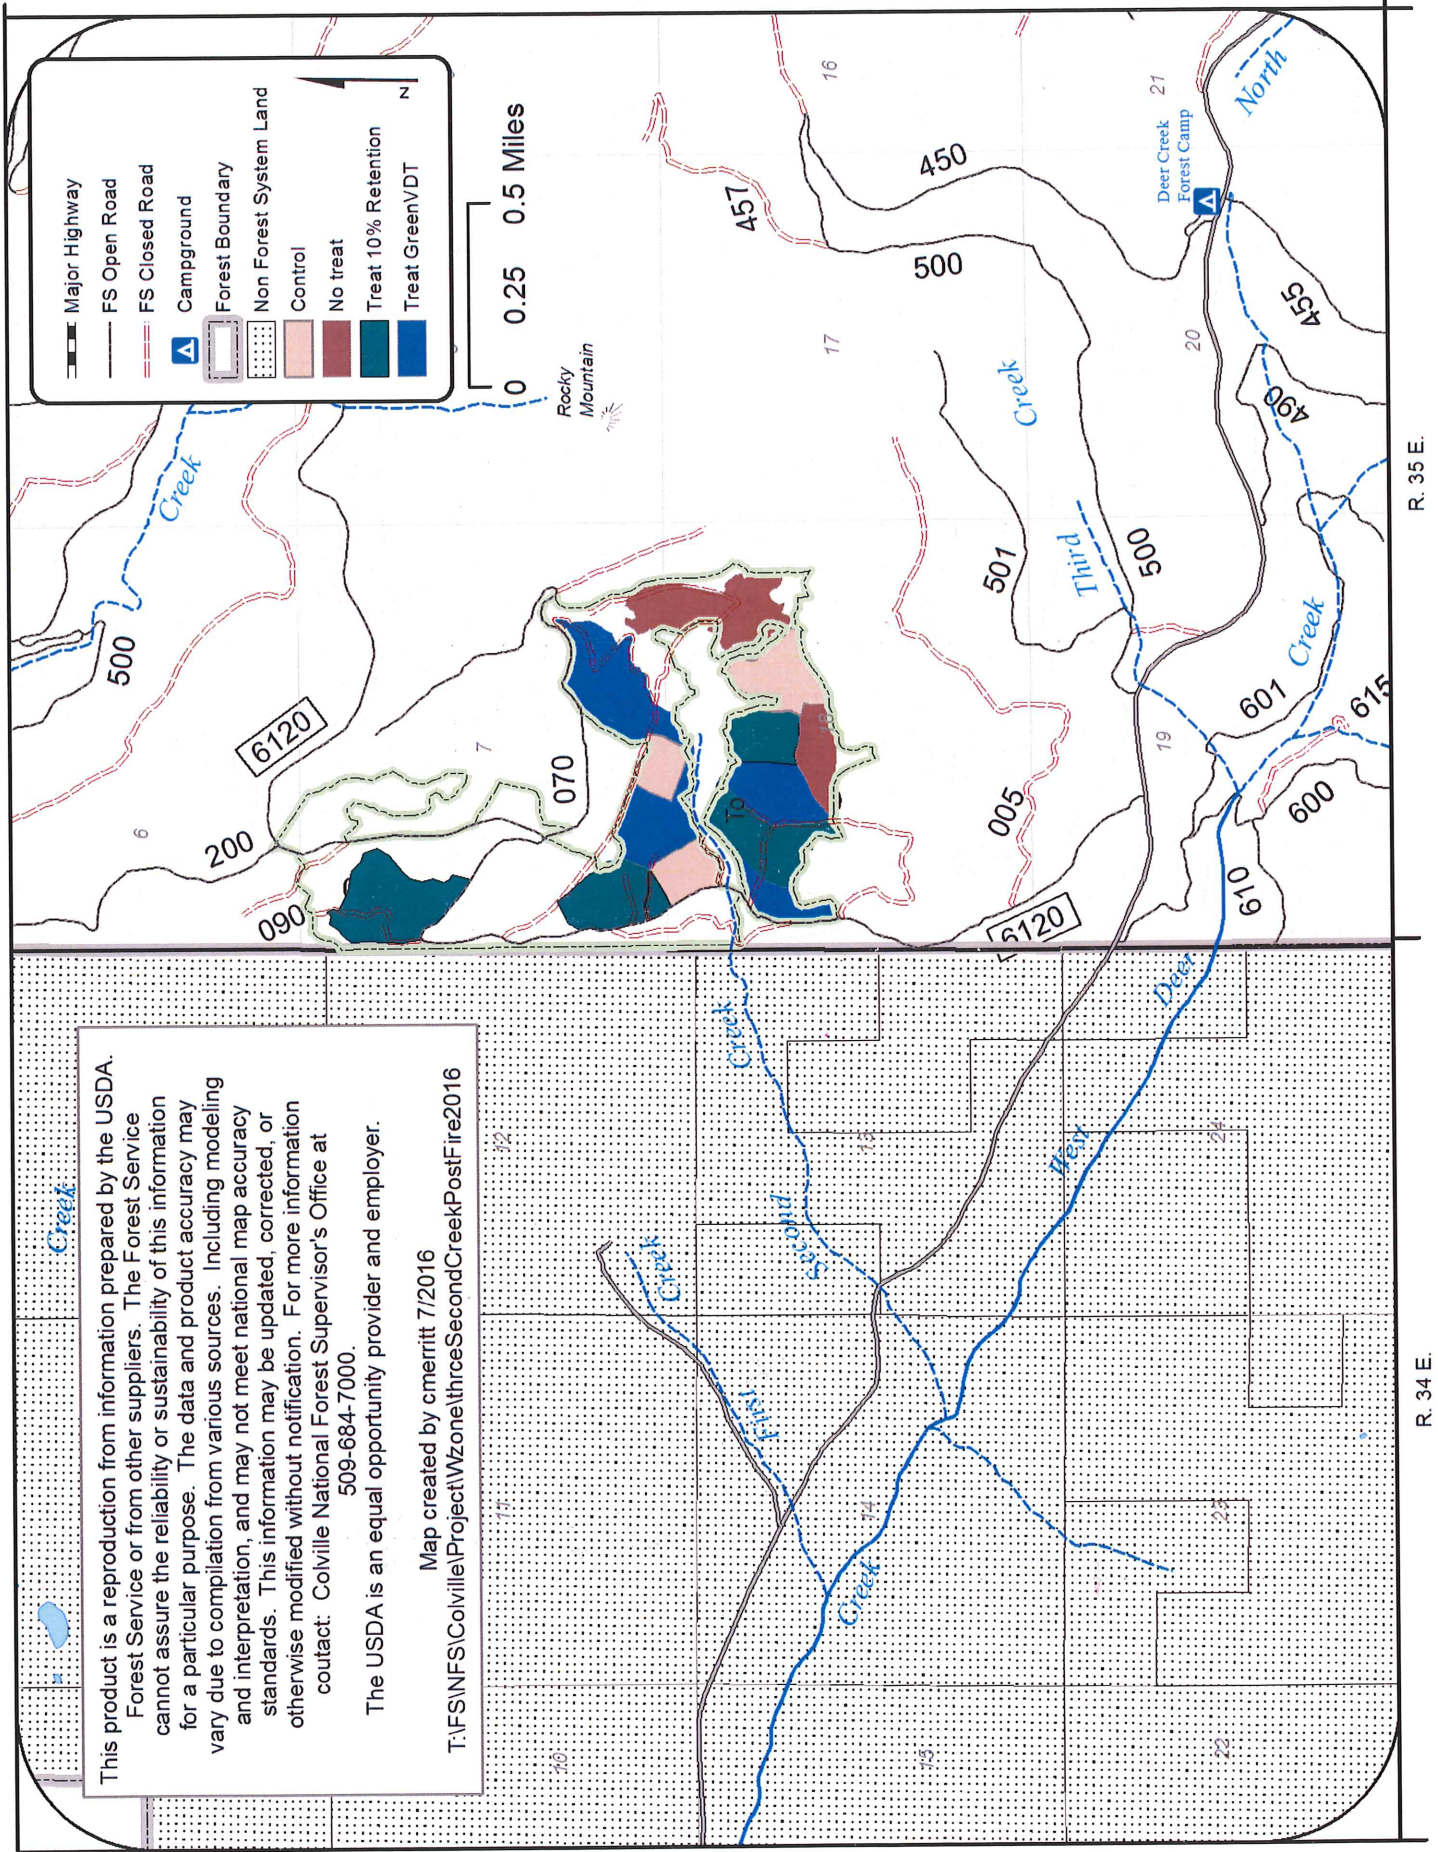 This product is a reproduction from information prepared by the USDA.
Forest Service or from other suppliers. The Forest Service
cannot assure the reliability or sustainability of this information
for a particular purpose. The data and product accuracy may
vary due to compilation from various sources. Including modeling
and interpretation, and may not meet national map accuracy
standards. This information may be updated, corrected, or
otherwise modified without notification. For more information
coutact: Colville National Forest Supervisor's Office at
509-684-7000.
The USDA is an equal opportunity provider and employer.
Map created by cmerritt 7/2016
T:\FS\NFS\Colville\Project\Wzone\thrceSecondCreekPostFire2016
Major Highway
FS Open Road
FS Closed Road
Campground
Forest Boundary
Non Forest System Land
Control
No treat
Treat 10% Retention
Treat GreenVDT
N
0 0.25 0.5 Miles
Rocky
Mountain
Creek
Creek
500
6120
200
090
070
6
7
457
450
500
16
17
21
20
Deer Creek
Forest Camp
North
455
490
Creek
Third
501
500
Creek
601
615
600
610
19
18
To
005
6120
Deer
West
Creek
Second
Creek
First
Creek
10
11
12
13
14
15
22
23
24
R. 34 E.
R. 35 E.